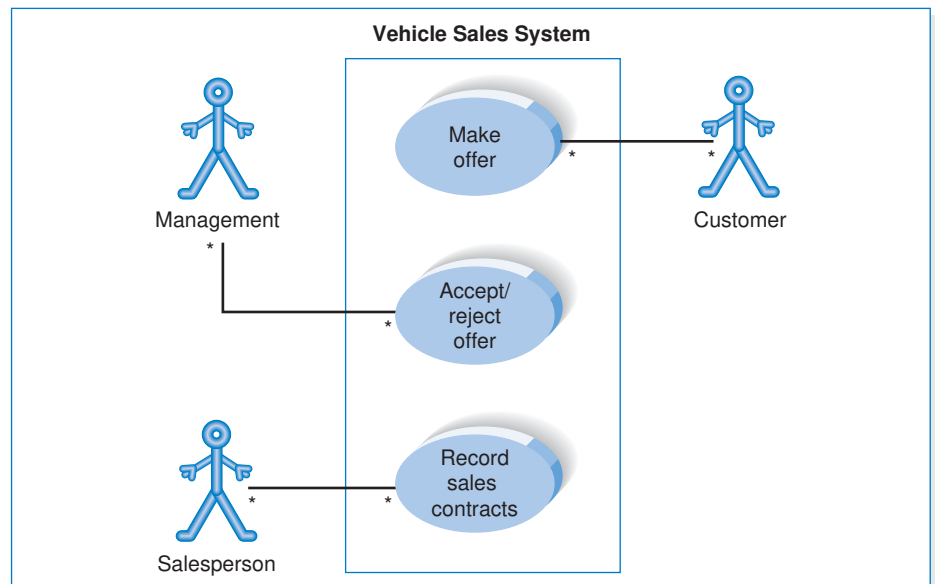 Vehicle Sales System
Make
offer
*
*
Management
Customer
*
Accept/
reject
offer
*
Record
sales
contracts
*
*
Salesperson